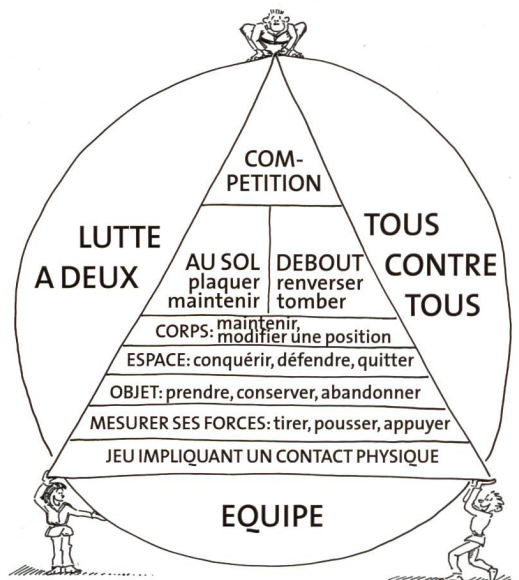 COM-
PETITION
LUTTE
A DEUX
TOUS
CONTRE
TOUS
AU SOL
plaquer
maintenir
DEBOUT
renverser
tomber
CORPS: maintenir,
modifier une position
ESPACE: conquérir, défendre, quitter
OBJET: prendre, conserver, abandonner
MESURER SES FORCES: tirer, pousser, appuyer
JEU IMPLIQUANT UN CONTACT PHYSIQUE
EQUIPE